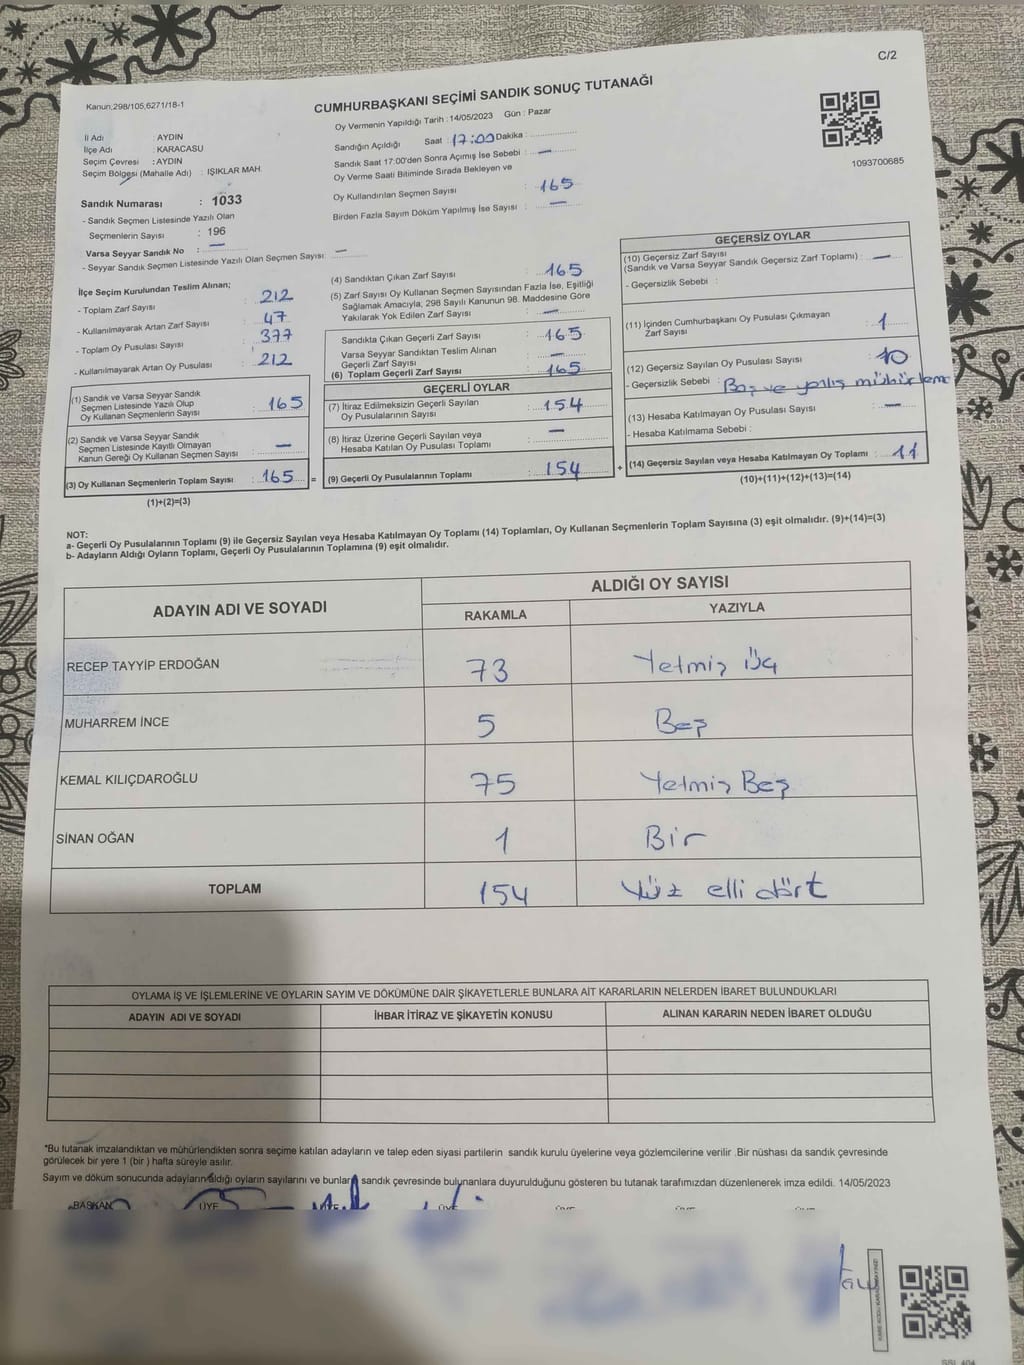 C/2
Kanun,298/105,6271/18-1
CUMHURBAŞKANI SEÇİMİ SANDIK SONUÇ TUTANAĞI
Oy Vermenin Yapıldığı Tarih : 14/05/2023 Gün : Pazar
İl Adı : AYDIN
İlçe Adı : KARACASU
Seçim Çevresi : AYDIN
Seçim Bölgesi (Mahalle Adı) : IŞIKLAR MAH.
Sandığın Açıldığı Saat : 17:00 Dakika :
Sandık Saat 17:00'den Sonra Açımış İse Sebebi : —
Oy Verme Saati Bitiminde Sırada Bekleyen ve
Oy Kullandırılan Seçmen Sayısı : 165
Birden Fazla Sayım Döküm Yapılmış İse Sayısı : —
1093700685
Sandık Numarası : 1033
- Sandık Seçmen Listesinde Yazılı Olan
Seçmenlerin Sayısı : 196
Varsa Seyyar Sandık No : —
- Seyyar Sandık Seçmen Listesinde Yazılı Olan Seçmen Sayısı : —
İlçe Seçim Kurulundan Teslim Alınan;
- Toplam Zarf Sayısı : 212
- Kullanılmayarak Artan Zarf Sayısı : 47
- Toplam Oy Pusulası Sayısı : 377
- Kullanılmayarak Artan Oy Pusulası : 212
(1) Sandık ve Varsa Seyyar Sandık
Seçmen Listesinde Yazılı Olup
Oy Kullanan Seçmenlerin Sayısı : 165
(2) Sandık ve Varsa Seyyar Sandık
Seçmen Listesinde Kayıtlı Olmayan
Kanun Gereği Oy Kullanan Seçmen Sayısı : —
(3) Oy Kullanan Seçmenlerin Toplam Sayısı : 165 =
(1)+(2)=(3)
(4) Sandıktan Çıkan Zarf Sayısı : 165
(5) Zarf Sayısı Oy Kullanan Seçmen Sayısından Fazla İse, Eşitliği
Sağlamak Amacıyla, 298 Sayılı Kanunun 98. Maddesine Göre
Yakılarak Yok Edilen Zarf Sayısı : —
Sandıkta Çıkan Geçerli Zarf Sayısı : 165
Varsa Seyyar Sandıktan Teslim Alınan
Geçerli Zarf Sayısı : —
(6) Toplam Geçerli Zarf Sayısı : 165
GEÇERLİ OYLAR
(7) İtiraz Edilmeksizin Geçerli Sayılan
Oy Pusulalarının Sayısı : 154
(8) İtiraz Üzerine Geçerli Sayılan veya
Hesaba Katılan Oy Pusulası Toplamı : —
(9) Geçerli Oy Pusulalarının Toplamı : 154 +
GEÇERSİZ OYLAR
(10) Geçersiz Zarf Sayısı
(Sandık ve Varsa Seyyar Sandık Geçersiz Zarf Toplamı) : —
- Geçersizlik Sebebi :
(11) İçinden Cumhurbaşkanı Oy Pusulası Çıkmayan
Zarf Sayısı : 1
(12) Geçersiz Sayılan Oy Pusulası Sayısı : 10
- Geçersizlik Sebebi : Boş ve yanlış mühürleme
(13) Hesaba Katılmayan Oy Pusulası Sayısı : —
- Hesaba Katılmama Sebebi :
(14) Geçersiz Sayılan veya Hesaba Katılmayan Oy Toplamı : 11
(10)+(11)+(12)+(13)=(14)
NOT:
a- Geçerli Oy Pusulalarının Toplamı (9) ile Geçersiz Sayılan veya Hesaba Katılmayan Oy Toplamı (14) Toplamları, Oy Kullanan Seçmenlerin Toplam Sayısına (3) eşit olmalıdır. (9)+(14)=(3)
b- Adayların Aldığı Oyların Toplamı, Geçerli Oy Pusulalarının Toplamına (9) eşit olmalıdır.
ADAYIN ADI VE SOYADI ALDIĞI OY SAYISI
RAKAMLA YAZIYLA
RECEP TAYYİP ERDOĞAN 73 Yetmiş üç
MUHARREM İNCE 5 Beş
KEMAL KILIÇDAROĞLU 75 Yetmiş Beş
SİNAN OĞAN 1 Bir
TOPLAM 154 Yüz elli dört
OYLAMA İŞ VE İŞLEMLERİNE VE OYLARIN SAYIM VE DÖKÜMÜNE DAİR ŞİKAYETLERLE BUNLARA AİT KARARLARIN NELERDEN İBARET BULUNDUKLARI
ADAYIN ADI VE SOYADI İHBAR İTİRAZ VE ŞİKAYETİN KONUSU ALINAN KARARIN NEDEN İBARET OLDUĞU
*Bu tutanak imzalandıktan ve mühürlendikten sonra seçime katılan adayların ve talep eden siyasi partilerin sandık kurulu üyelerine veya gözlemcilerine verilir .Bir nüshası da sandık çevresinde
görülecek bir yere 1 (bir ) hafta süreyle asılır.
Sayım ve döküm sonucunda adayların aldığı oyların sayılarını ve bunların sandık çevresinde bulunanlara duyurulduğunu gösteren bu tutanak tarafımızdan düzenlenerek imza edildi. 14/05/2023
BAŞKAN ÜYE